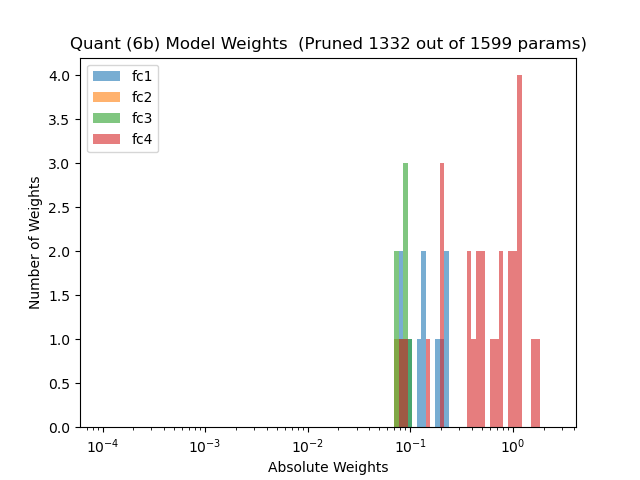 Quant (6b) Model Weights  (Pruned 1332 out of 1599 params)
fc1
fc2
fc3
fc4
4.0
3.5
3.0
2.5
2.0
1.5
1.0
0.5
0.0
Number of Weights
10⁻⁴
10⁻³
10⁻²
10⁻¹
10⁰
Absolute Weights